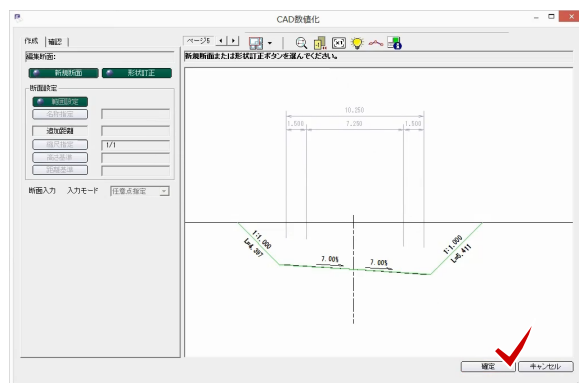 CAD数値化
作成 確認
ページ5
編集断面:
新規断面または形状訂正ボタンを選んでください。
新規断面 形状訂正
断面設定
範囲設定
名称指定
追加距離
縮尺指定 1/1
高さ基準
距離基準
断面入力 入力モード 任意点指定
10.250
1.500 7.250 1.500
1:1.000
L=4.397
7.00% 7.00%
1:1.000
L=6.411
確定 キャンセル